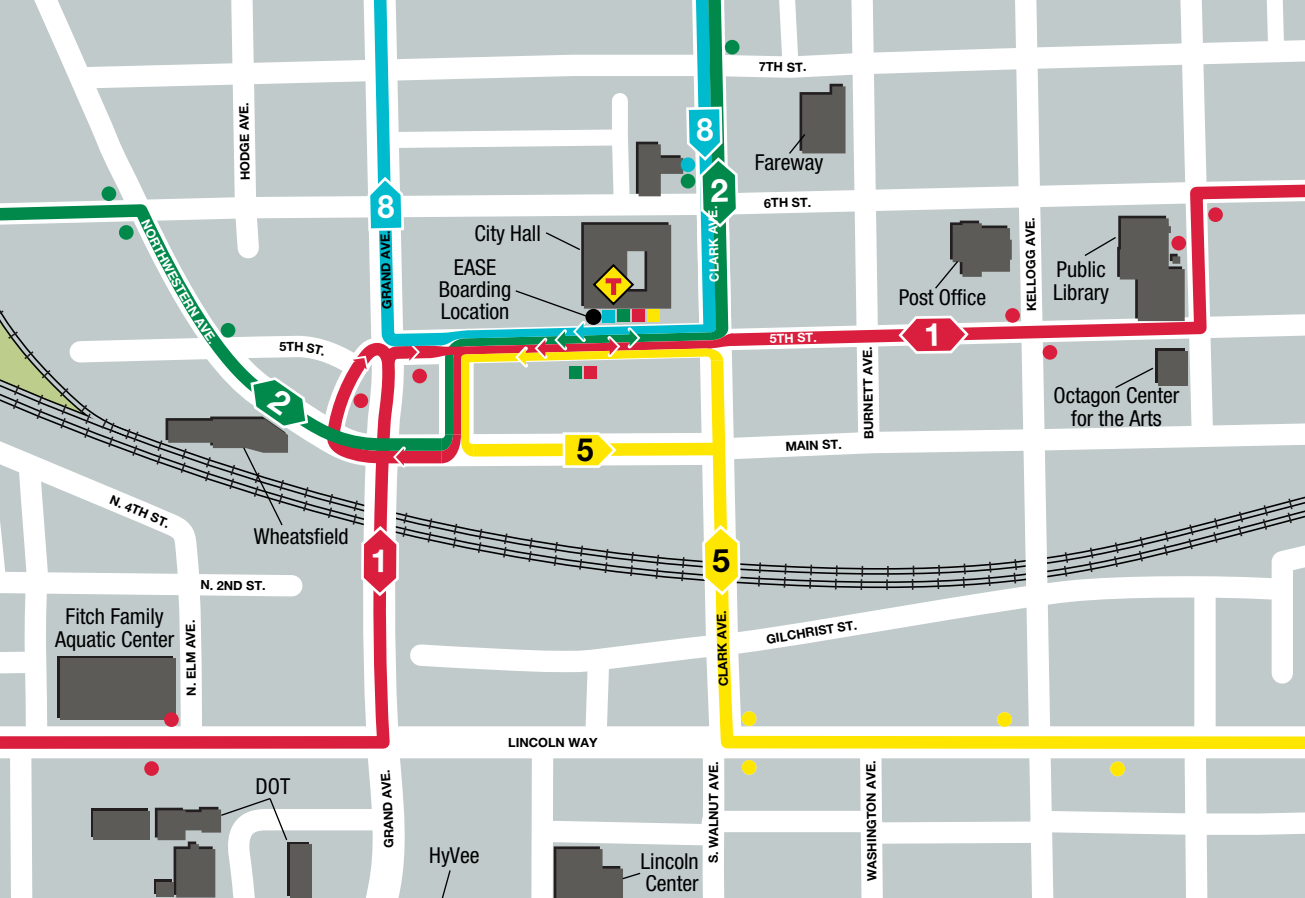 7TH ST.
HODGE AVE.
8
Fareway
8
2
6TH ST.
NORTHWESTERN AVE.
GRAND AVE.
City Hall
CLARK AVE.
KELLOGG AVE.
EASE
Boarding
Location
T
Post Office
Public
Library
5TH ST.
5TH ST.
1
BURNETT AVE.
2
Octagon Center
for the Arts
5
MAIN ST.
N. 4TH ST.
Wheatsfield
1
5
N. 2ND ST.
Fitch Family
Aquatic Center
N. ELM AVE.
CLARK AVE.
GILCHRIST ST.
LINCOLN WAY
DOT
GRAND AVE.
S. WALNUT AVE.
WASHINGTON AVE.
HyVee
Lincoln
Center